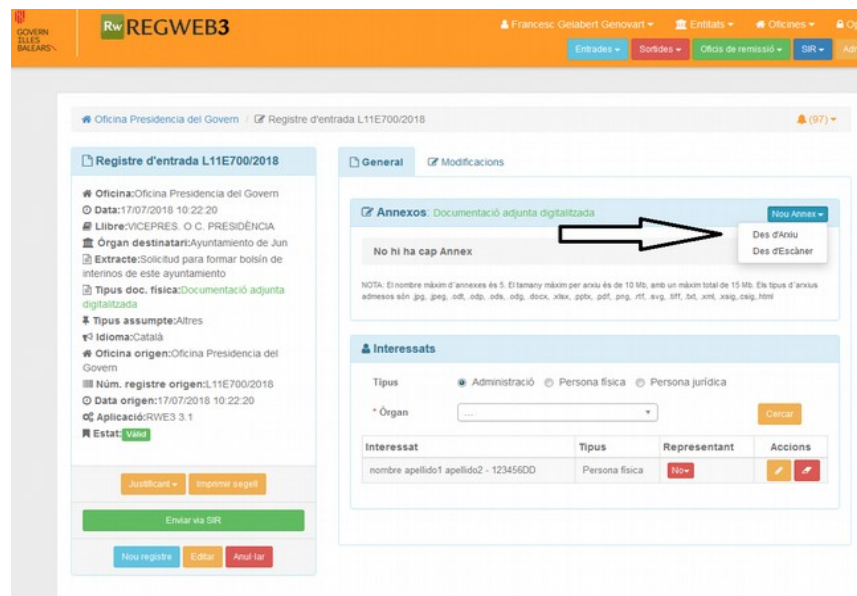 GOVERN
ILLES
BALEARS
Rw REGWEB3
Francesc Gelabert Genovart
Entitats
Oficines
Entrades
Sortides
Oficis de remissió
SIR
Oficina Presidencia del Govern / Registre d'entrada L11E700/2018
(97)
Registre d'entrada L11E700/2018
Oficina:Oficina Presidencia del Govern
Data:17/07/2018 10:22:20
Llibre:VICEPRES. O C. PRESIDÈNCIA
Órgan destinatari:Ayuntamiento de Jun
Extracte:Solicitud para formar bolsín de
interinos de este ayuntamiento
Tipus doc. física:Documentació adjunta
digitalitzada
Tipus assumpte:Altres
Idioma:Català
Oficina origen:Oficina Presidencia del
Govern
Núm. registre origen:L11E700/2018
Data origen:17/07/2018 10:22:20
Aplicació:RWE3 3.1
Estat: Vàlid
Justificant
Imprimir segell
Enviar via SIR
Nou registre
Editar
Anul·lar
General
Modificacions
Annexos: Documentació adjunta digitalitzada
Nou Annex
Des d'Arxiu
Des d'Escàner
No hi ha cap Annex
NOTA: El nombre màxim d'annexes és 5. El tamany màxim per arxiu és de 10 Mb, amb un màxim total de 15 Mb. Els tipus d'arxius
admesos són .jpg, .jpeg, .odt, .odp, .ods, .odg, .docx, .xlsx, .pptx, .pdf, .png, .rtf, .svg, .tiff, .txt, .xml, .xsig, .csig, .html
Interessats
Tipus
Administració
Persona física
Persona jurídica
* Órgan
...
Cercar
Interessat Tipus Representant Accions
nombre apellido1 apellido2 - 123456DD Persona física No